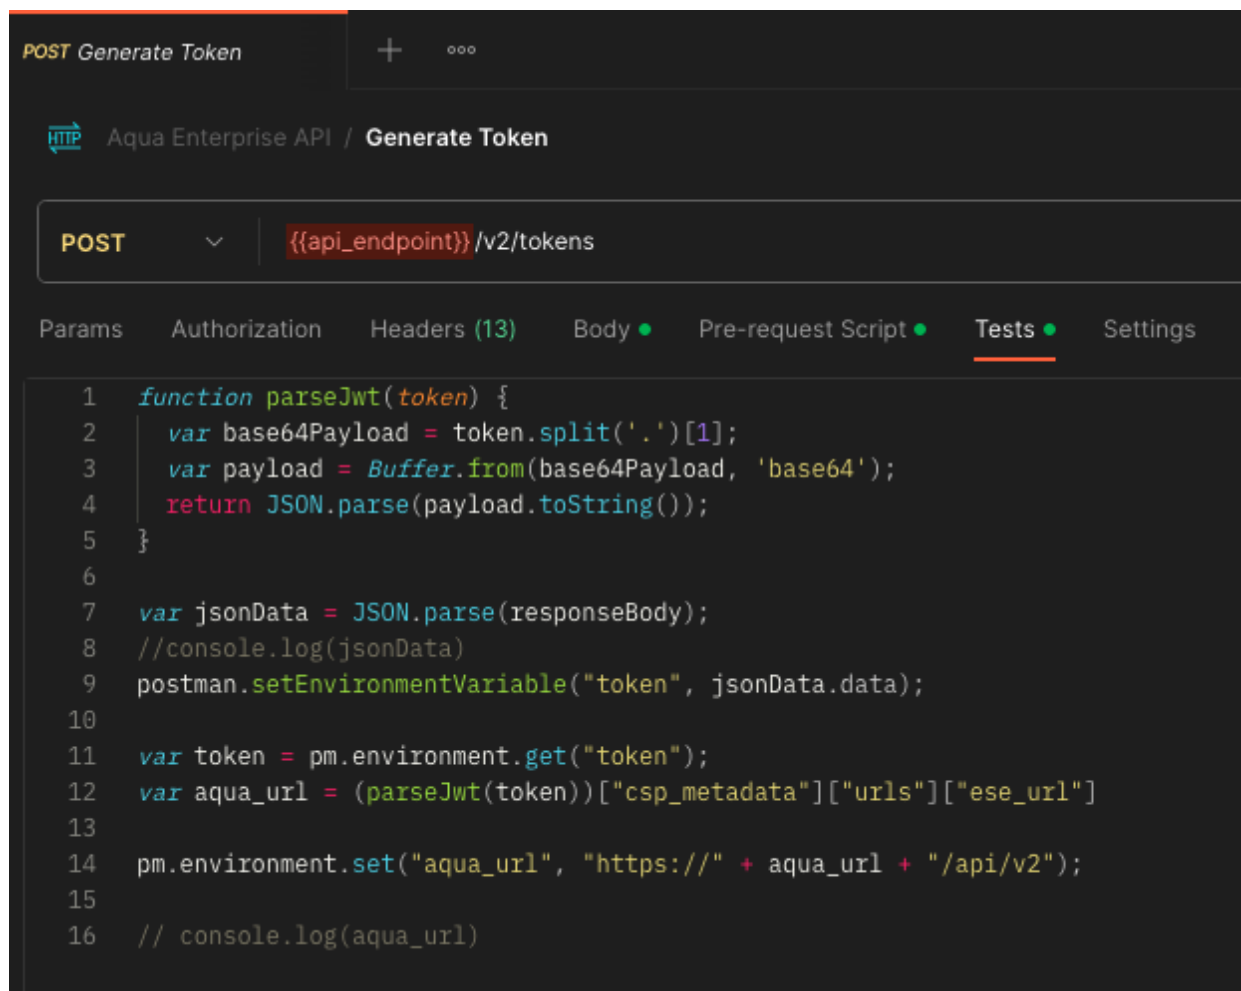 POST Generate Token
Aqua Enterprise API / Generate Token
POST {{api_endpoint}}/v2/tokens
Params Authorization Headers (13) Body Pre-request Script Tests Settings
1 function parseJwt(token) {
2 var base64Payload = token.split('.')[1];
3 var payload = Buffer.from(base64Payload, 'base64');
4 return JSON.parse(payload.toString());
5 }
6
7 var jsonData = JSON.parse(responseBody);
8 //console.log(jsonData)
9 postman.setEnvironmentVariable("token", jsonData.data);
10
11 var token = pm.environment.get("token");
12 var aqua_url = (parseJwt(token))["csp_metadata"]["urls"]["ese_url"]
13
14 pm.environment.set("aqua_url", "https://" + aqua_url + "/api/v2");
15
16 // console.log(aqua_url)